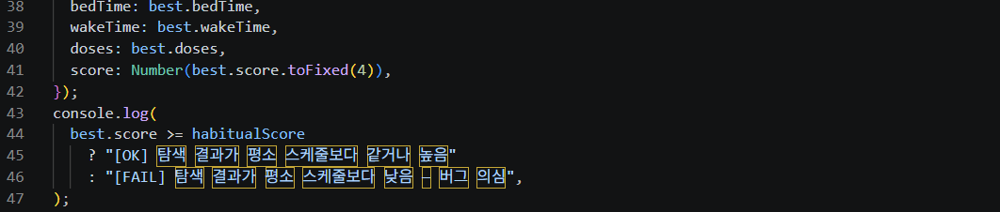 38 bedTime: best.bedTime,
39 wakeTime: best.wakeTime,
40 doses: best.doses,
41 score: Number(best.score.toFixed(4)),
42 });
43 console.log(
44 best.score >= habitualScore
45 ? "[OK] 탐색 결과가 평소 스케줄보다 같거나 높음"
46 : "[FAIL] 탐색 결과가 평소 스케줄보다 낮음 — 버그 의심",
47 );